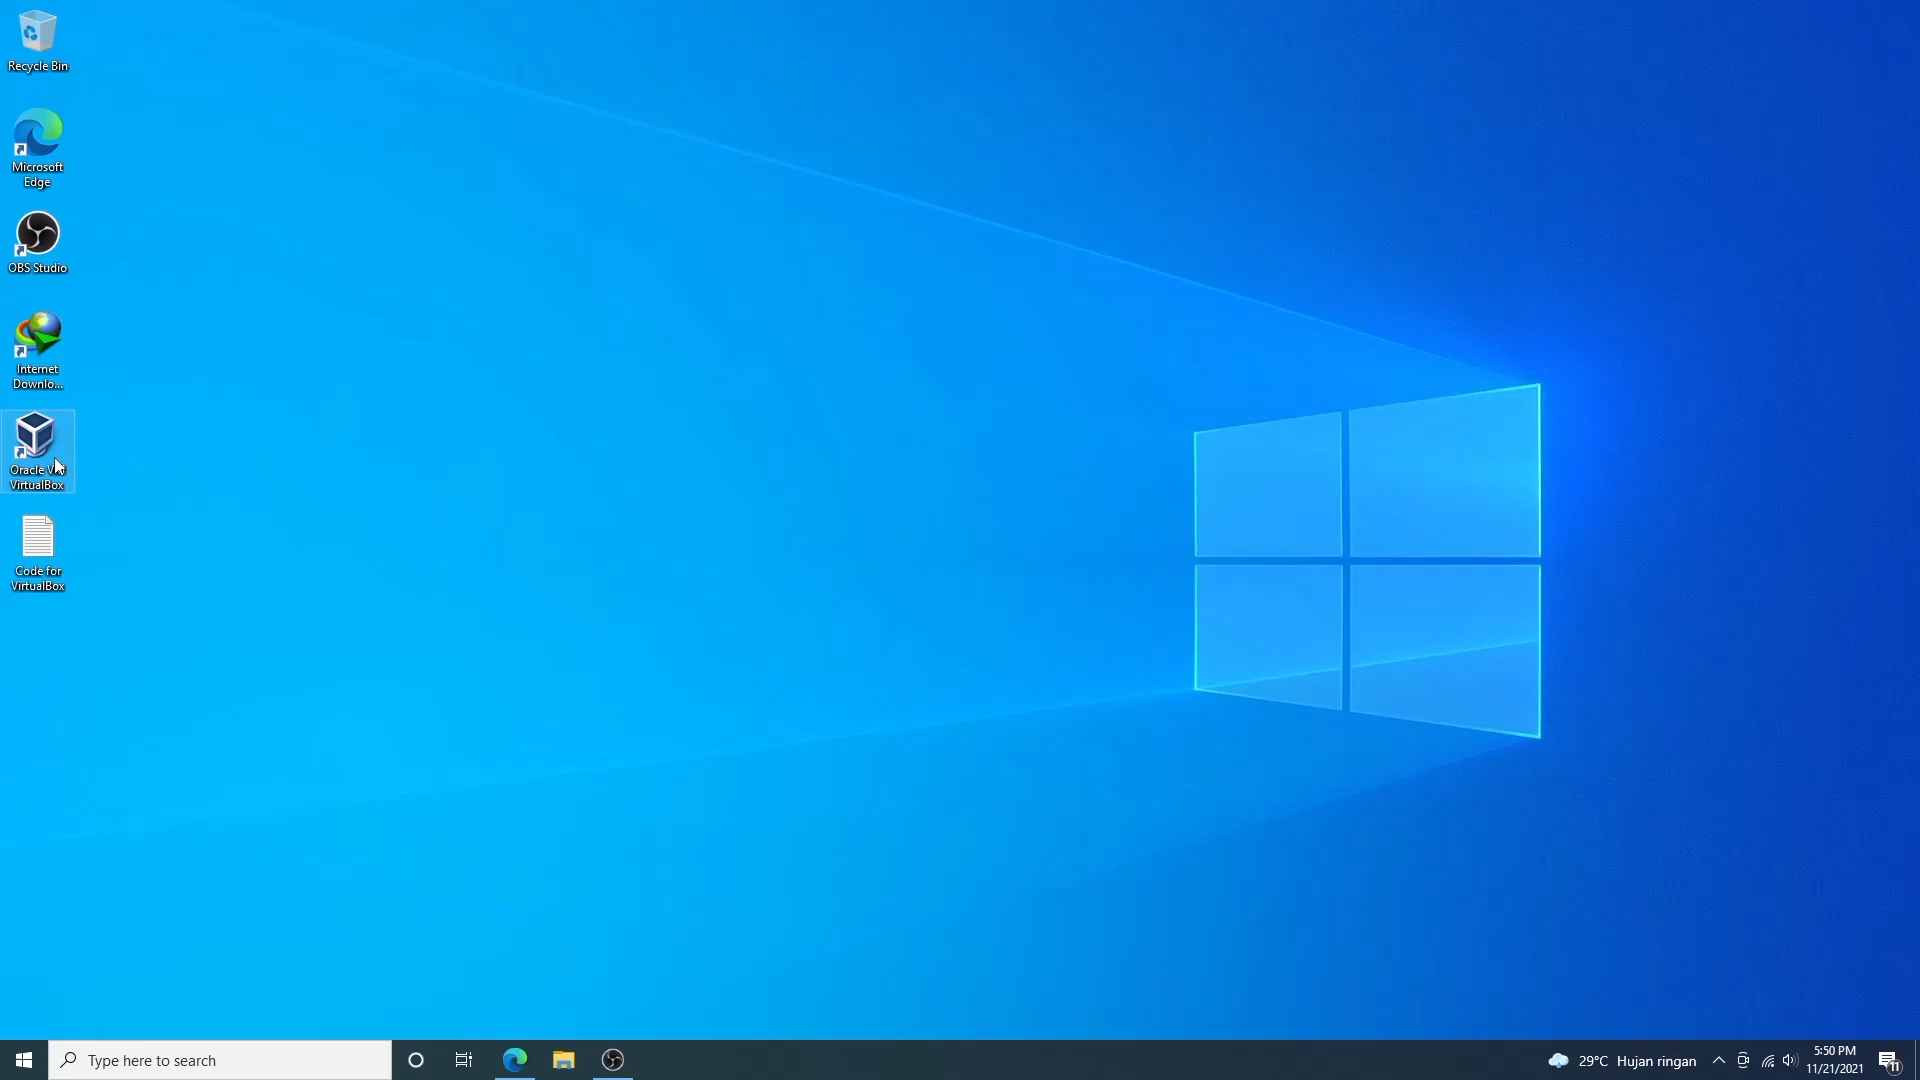 Recycle Bin
Microsoft
Edge
OBS Studio
Internet
Downlo...
Oracle VM
VirtualBox
Code for
VirtualBox
Type here to search
29°C Hujan ringan
5:50 PM
11/21/2021
11